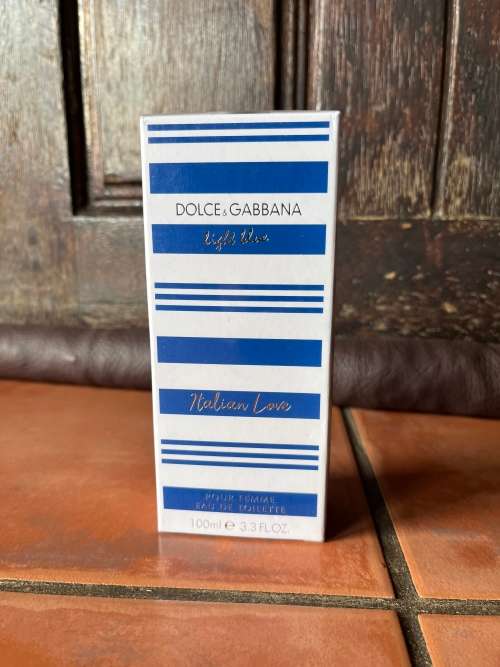 DOLCE & GABBANA
light blue
Italian Love
POUR FEMME
EAU DE TOILETTE
100ml ℮ 3.3 FL.OZ.